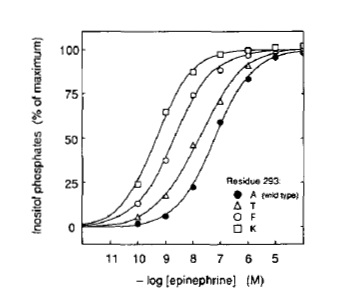 Inositol phosphates (% of maximum)
100
75
50
25
0
Residue 293:
A (wild type)
T
F
K
11 10 9 8 7 6 5
− log [epinephrine] (M)